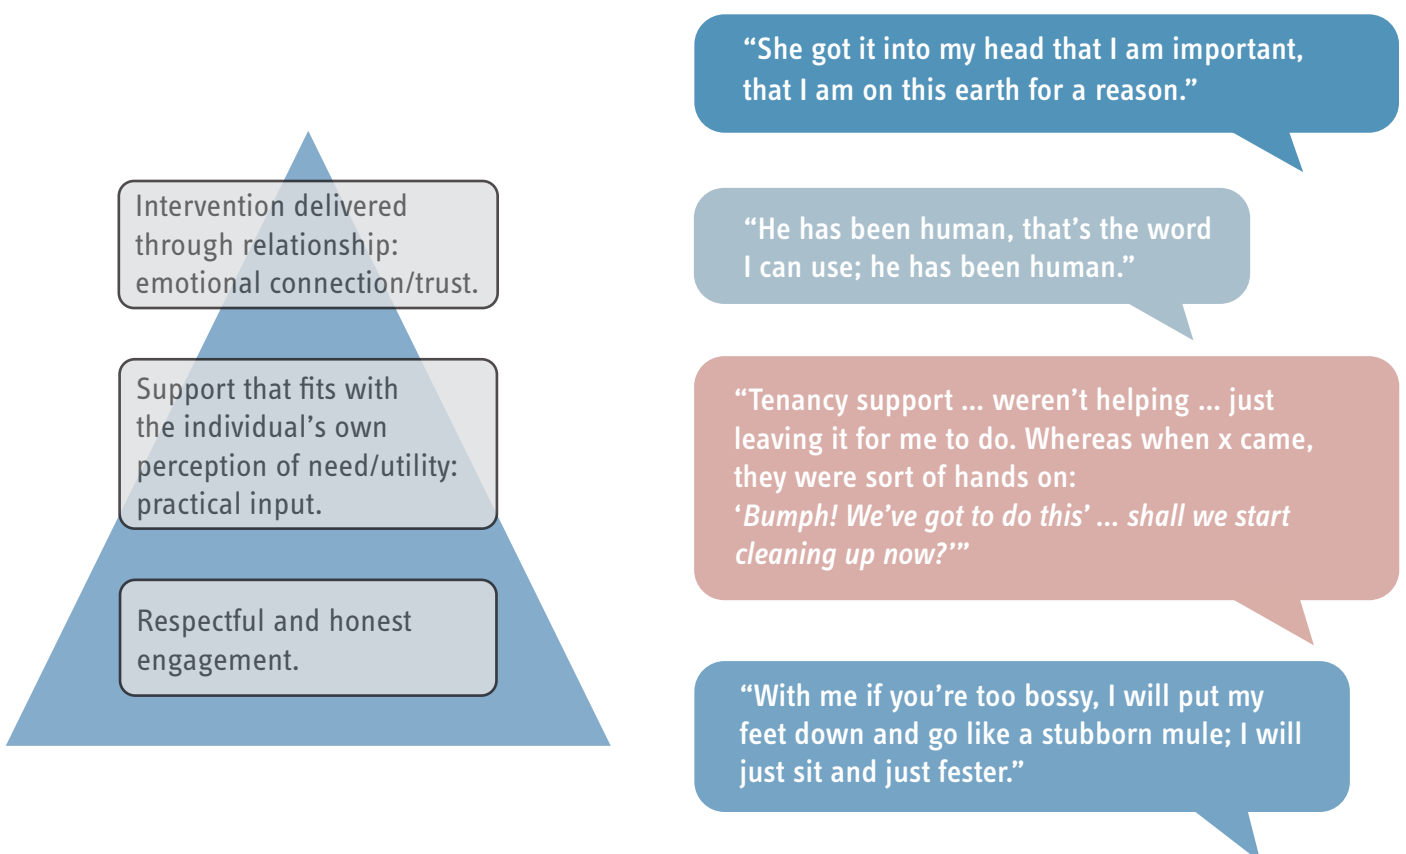 Intervention delivered
through relationship:
emotional connection/trust.
Support that fits with
the individual’s own
perception of need/utility:
practical input.
Respectful and honest
engagement.
“She got it into my head that I am important,
that I am on this earth for a reason.”
“He has been human, that’s the word
I can use; he has been human.”
“Tenancy support ... weren’t helping ... just
leaving it for me to do. Whereas when x came,
they were sort of hands on:
‘Bumph! We’ve got to do this’ ... shall we start
cleaning up now?’”
“With me if you’re too bossy, I will put my
feet down and go like a stubborn mule; I will
just sit and just fester.”